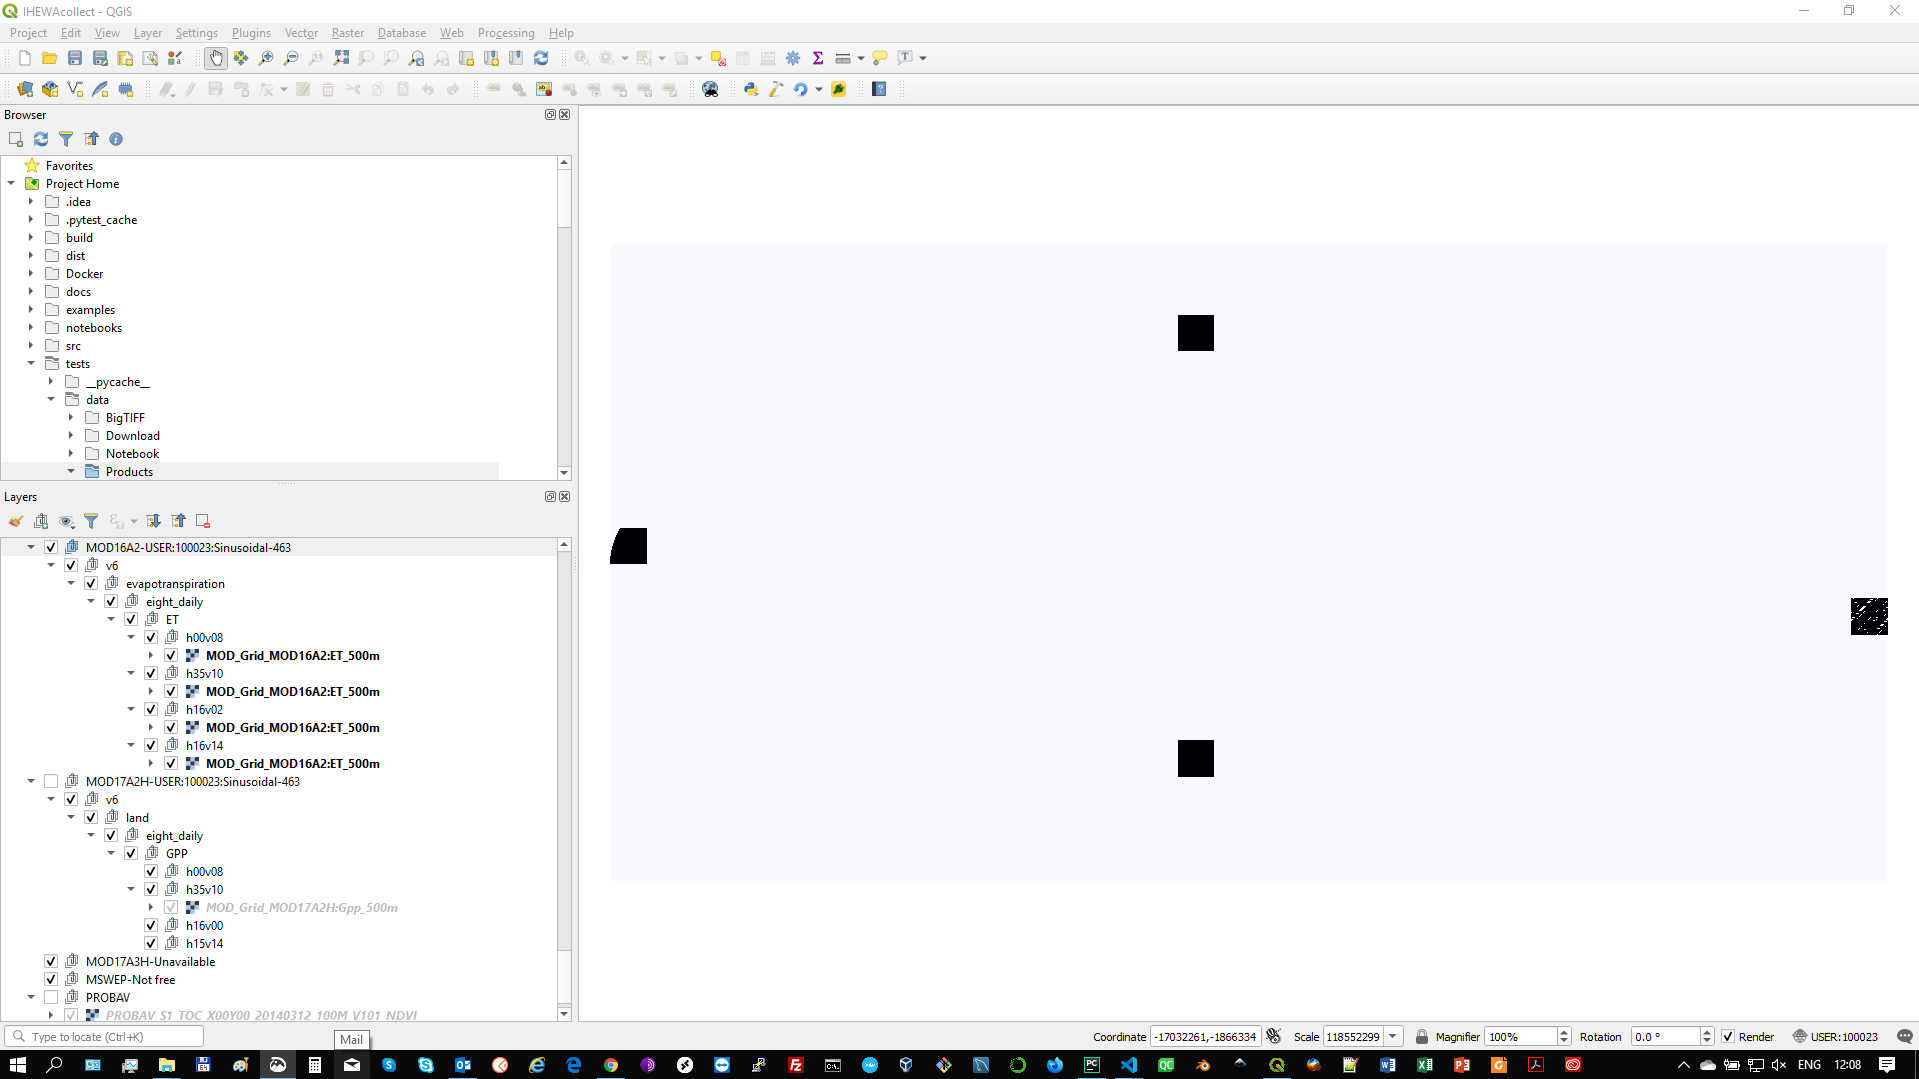 IHEWAcollect - QGIS
Project Edit View Layer Settings Plugins Vector Raster Database Web Processing Help
Browser
Favorites
Project Home
.idea
.pytest_cache
build
dist
Docker
docs
examples
notebooks
src
tests
__pycache__
data
BigTIFF
Download
Notebook
Products
Layers
MOD16A2-USER:100023:Sinusoidal-463
v6
evapotranspiration
eight_daily
ET
h00v08
MOD_Grid_MOD16A2:ET_500m
h35v10
MOD_Grid_MOD16A2:ET_500m
h16v02
MOD_Grid_MOD16A2:ET_500m
h16v14
MOD_Grid_MOD16A2:ET_500m
MOD17A2H-USER:100023:Sinusoidal-463
v6
land
eight_daily
GPP
h00v08
h35v10
MOD_Grid_MOD17A2H:Gpp_500m
h16v00
h15v14
MOD17A3H-Unavailable
MSWEP-Not free
PROBAV
PROBAV_S1_TOC_X00Y00_20140312_100M_V101_NDVI
Type to locate (Ctrl+K)
Mail
Coordinate -17032261,-1866334 Scale 118552299 Magnifier 100% Rotation 0.0 ° Render USER:100023
ENG 12:08